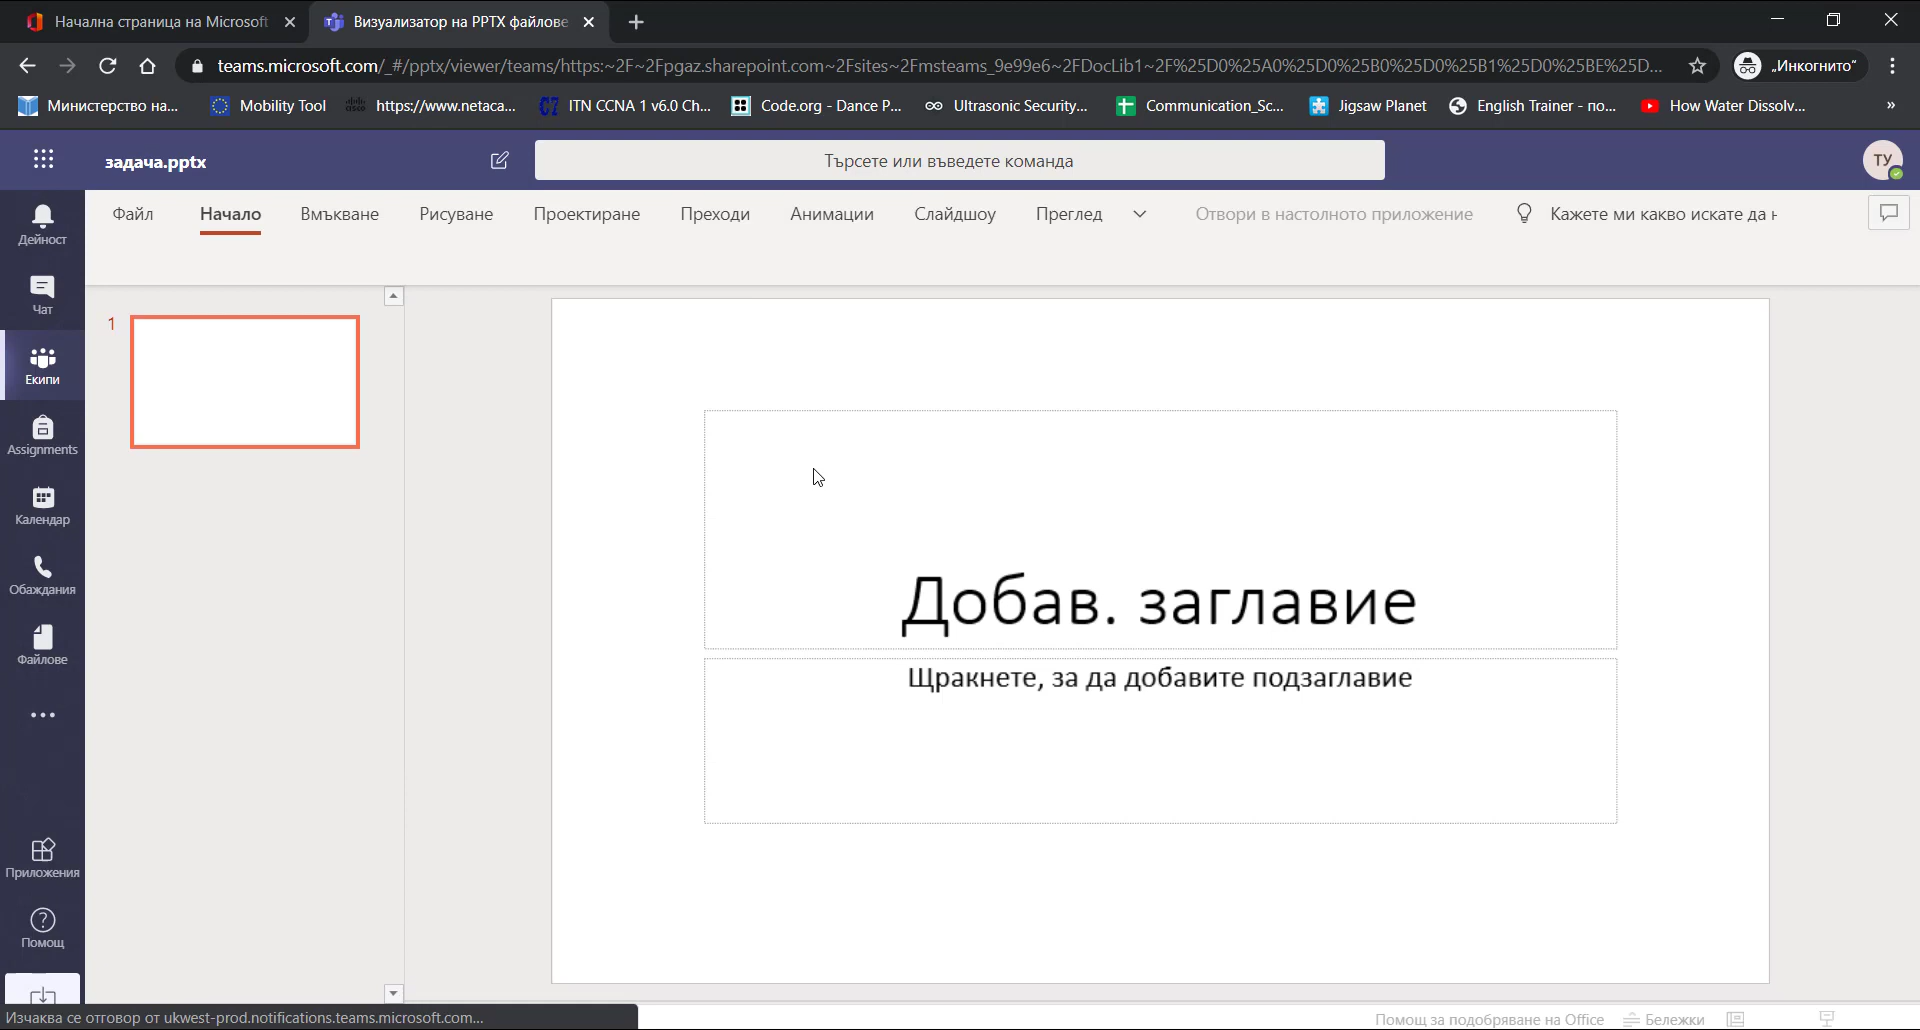 Начална страница на Microsoft
Визуализатор на PPTX файлове
teams.microsoft.com/_#/pptx/viewer/teams/https:~2F~2Fpgaz.sharepoint.com~2Fsites~2Fmsteams_9e99e6~2FDocLib1~2F%25D0%25A0%25D0%25B0%25D0%25B1%25D0%25BE%25D...
„Инкогнито“
Министерство на...
Mobility Tool
https://www.netaca...
ITN CCNA 1 v6.0 Ch...
Code.org - Dance P...
Ultrasonic Security...
Communication_Sc...
Jigsaw Planet
English Trainer - по...
How Water Dissolv...
»
задача.pptx
Търсете или въведете команда
ТУ
Файл
Начало
Вмъкване
Рисуване
Проектиране
Преходи
Анимации
Слайдшоу
Преглед
Отвори в настолното приложение
Кажете ми какво искате да н
Дейност
Чат
Екипи
Assignments
Календар
Обаждания
Файлове
Приложения
Помощ
1
Добав. заглавие
Щракнете, за да добавите подзаглавие
Изчаква се отговор от ukwest-prod.notifications.teams.microsoft.com...
Помощ за подобряване на Office
Бележки